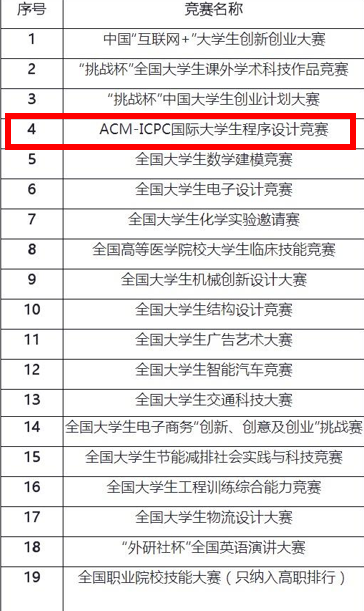 序号 竞赛名称
1 中国“互联网+”大学生创新创业大赛
2 “挑战杯”全国大学生课外学术科技作品竞赛
3 “挑战杯”中国大学生创业计划大赛
4 ACM-ICPC国际大学生程序设计竞赛
5 全国大学生数学建模竞赛
6 全国大学生电子设计竞赛
7 全国大学生化学实验邀请赛
8 全国高等医学院校大学生临床技能竞赛
9 全国大学生机械创新设计大赛
10 全国大学生结构设计竞赛
11 全国大学生广告艺术大赛
12 全国大学生智能汽车竞赛
13 全国大学生交通科技大赛
14 全国大学生电子商务“创新、创意及创业”挑战赛
15 全国大学生节能减排社会实践与科技竞赛
16 全国大学生工程训练综合能力竞赛
17 全国大学生物流设计大赛
18 “外研社杯”全国英语演讲大赛
19 全国职业院校技能大赛（只纳入高职排行）